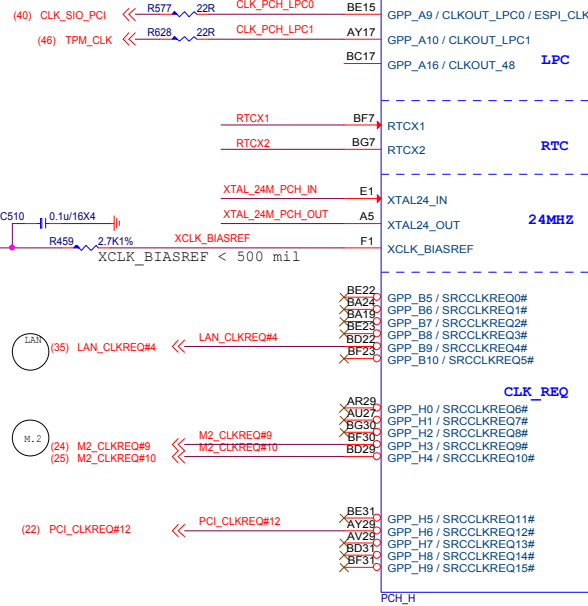 (40) CLK_SIO_PCI R577 22R CLK_PCH_LPC0 BE15 GPP_A9 / CLKOUT_LPC0 / ESPI_CLK
(46) TPM_CLK R628 22R CLK_PCH_LPC1 AY17 GPP_A10 / CLKOUT_LPC1
BC17 GPP_A16 / CLKOUT_48 LPC
RTCX1 BF7 RTCX1
RTCX2 BG7 RTCX2 RTC
XTAL_24M_PCH_IN E1 XTAL24_IN
XTAL_24M_PCH_OUT A5 XTAL24_OUT 24MHZ
C510 0.1u/16X4
R459 2.7K1% XCLK_BIASREF F1 XCLK_BIASREF
XCLK_BIASREF < 500 mil
BE22 GPP_B5 / SRCCLKREQ0#
BA24 GPP_B6 / SRCCLKREQ1#
BA19 GPP_B7 / SRCCLKREQ2#
BE23 GPP_B8 / SRCCLKREQ3#
LAN (35) LAN_CLKREQ#4 LAN_CLKREQ#4 BD22 GPP_B9 / SRCCLKREQ4#
BF23 GPP_B10 / SRCCLKREQ5#
CLK_REQ
AR29 GPP_H0 / SRCCLKREQ6#
AU27 GPP_H1 / SRCCLKREQ7#
BG30 GPP_H2 / SRCCLKREQ8#
M.2 (24) M2_CLKREQ#9 M2_CLKREQ#9 BF30 GPP_H3 / SRCCLKREQ9#
(25) M2_CLKREQ#10 M2_CLKREQ#10 BD29 GPP_H4 / SRCCLKREQ10#
BE31 GPP_H5 / SRCCLKREQ11#
(22) PCI_CLKREQ#12 PCI_CLKREQ#12 AY29 GPP_H6 / SRCCLKREQ12#
AV29 GPP_H7 / SRCCLKREQ13#
BD31 GPP_H8 / SRCCLKREQ14#
BF31 GPP_H9 / SRCCLKREQ15#
PCH_H